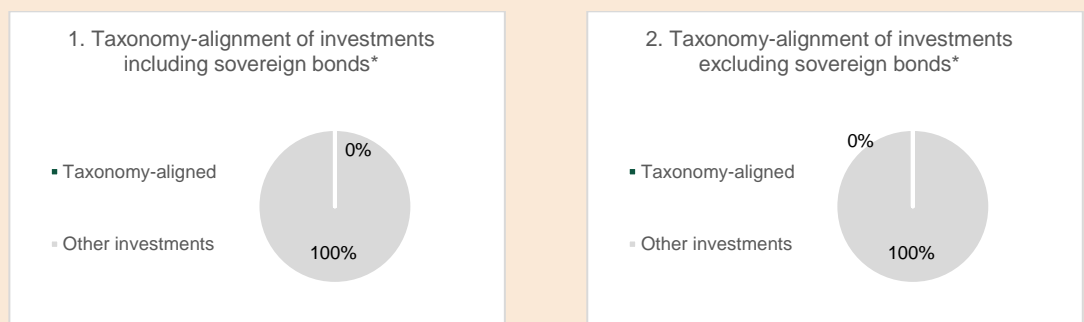 1. Taxonomy-alignment of investments
including sovereign bonds*
Taxonomy-aligned
Other investments
0%
100%
2. Taxonomy-alignment of investments
excluding sovereign bonds*
Taxonomy-aligned
Other investments
0%
100%